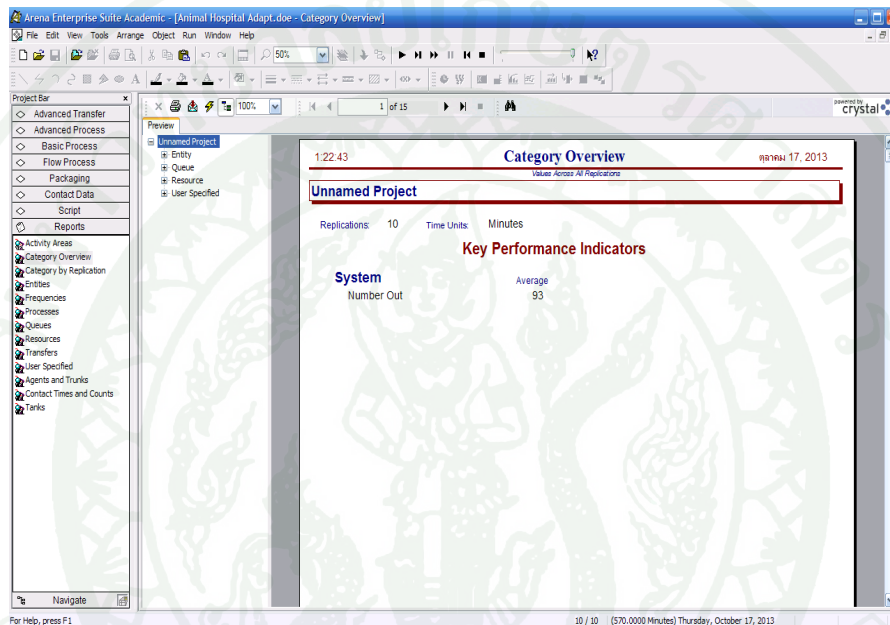 Arena Enterprise Suite Academic - [Animal Hospital Adapt.doe - Category Overview]
File Edit View Tools Arrange Object Run Window Help
50%
Project Bar x
Advanced Transfer
Advanced Process
Basic Process
Flow Process
Packaging
Contact Data
Script
Reports
Activity Areas
Category Overview
Category by Replication
Entities
Frequencies
Processes
Queues
Resources
Transfers
User Specified
Agents and Trunks
Contact Times and Counts
Tanks
Navigate
100%
1 of 15
powered by
crystal
Preview
Unnamed Project
Entity
Queue
Resource
User Specified
1:22:43
Category Overview
ตุลาคม 17, 2013
Values Across All Replications
Unnamed Project
Replications: 10 Time Units: Minutes
Key Performance Indicators
System Average
Number Out 93
For Help, press F1
10 / 10 (570.0000 Minutes) Thursday, October 17, 2013